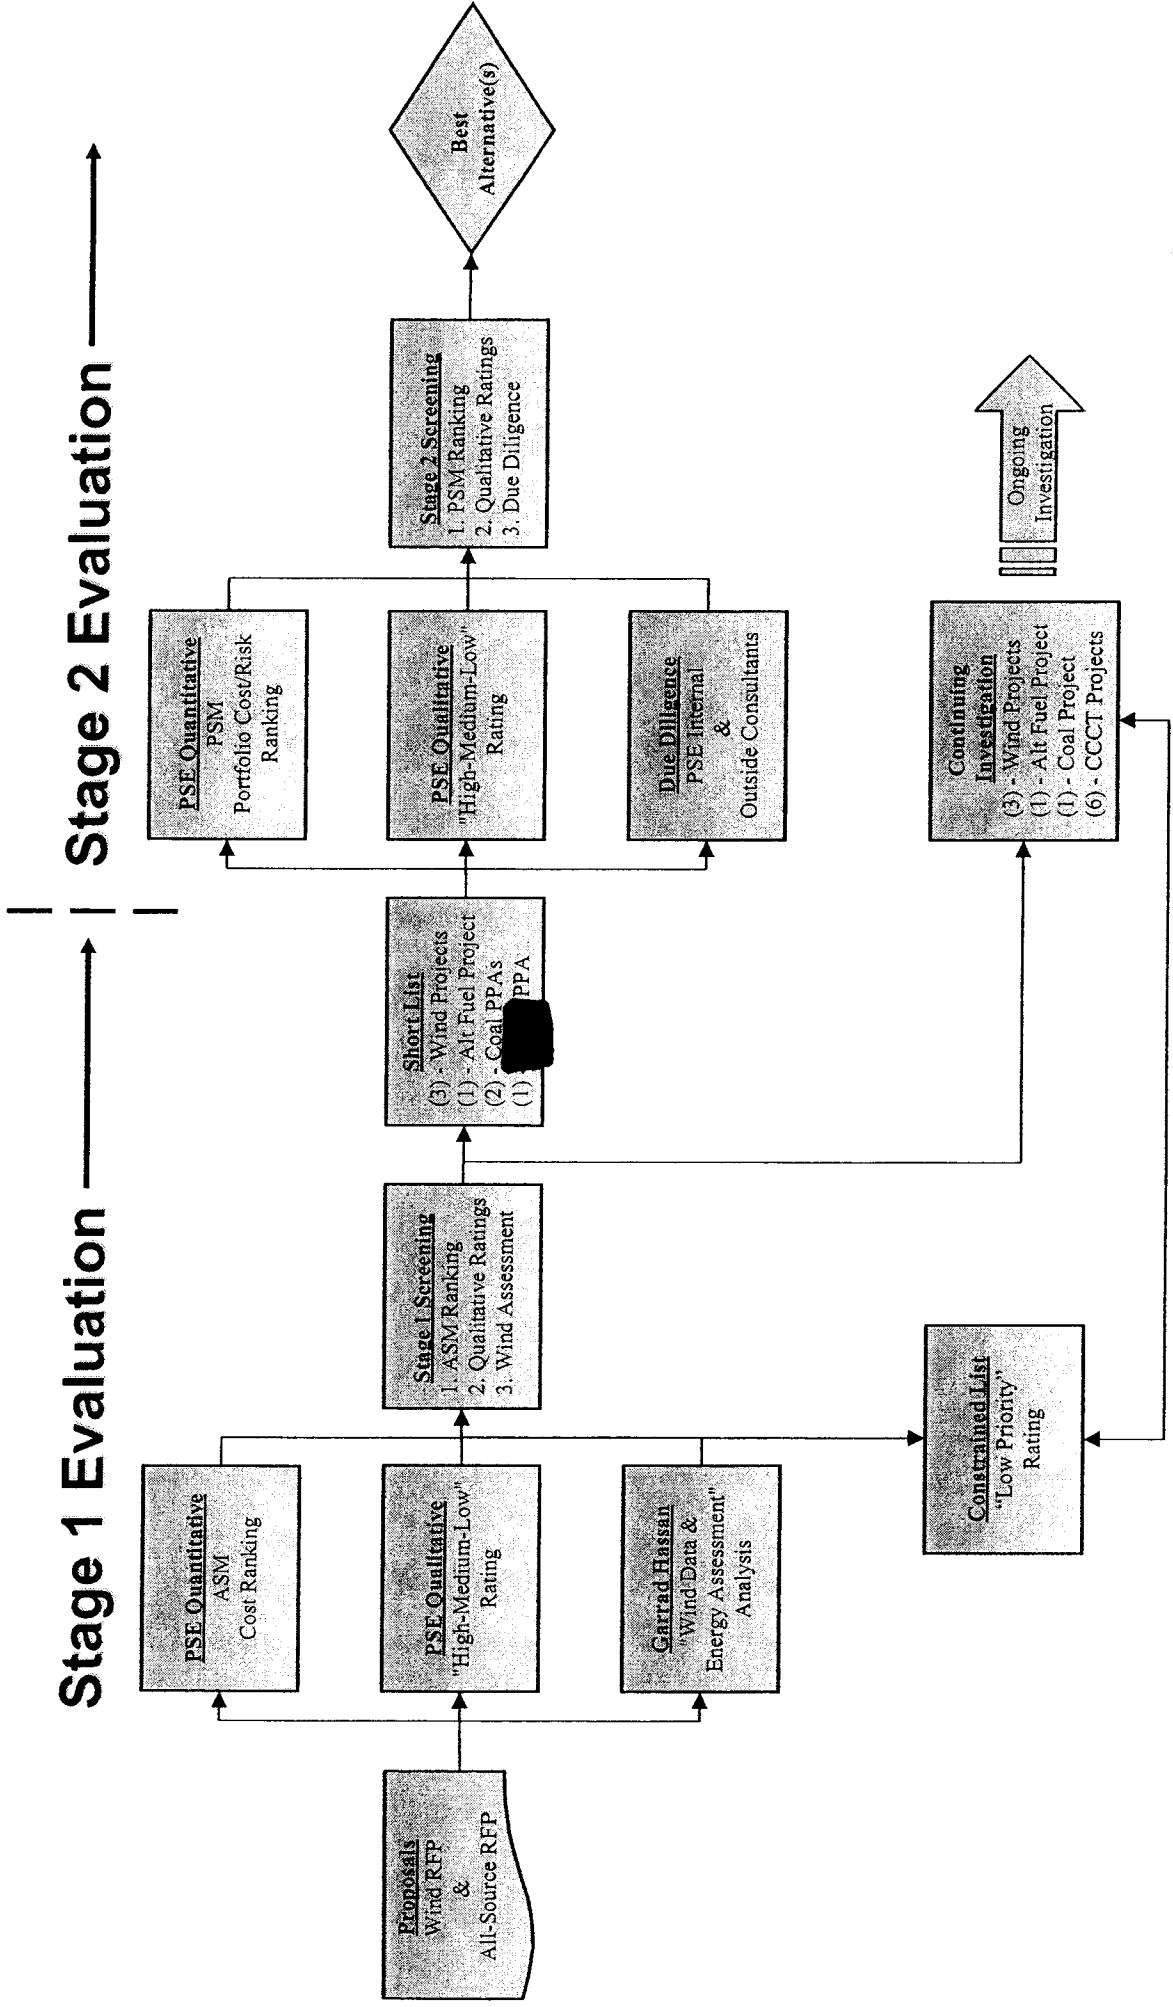 Stage 1 Evaluation
Stage 2 Evaluation
Proposals
Wind RFP
&
All-Source RFP
PSE Quantitative
ASM
Cost Ranking
PSE Qualitative
"High-Medium-Low"
Rating
Garrad Hassan
"Wind Data &
Energy Assessment"
Analysis
Stage 1 Screening
1. ASM Ranking
2. Qualitative Ratings
3. Wind Assessment
Constrained List
“Low Priority”
Rating
Short List
(3) - Wind Projects
(1) - Alt Fuel Project
(2) - Coal PPAs
(1) PPA
PSE Quantitative
PSM
Portfolio Cost/Risk
Ranking
PSE Qualitative
"High-Medium-Low"
Rating
Due Diligence
PSE Internal
&
Outside Consultants
Continuing
Investigation
(3) - Wind Projects
(1) - Alt Fuel Project
(1) - Coal Project
(6) - CCCT Projects
Stage 2 Screening
1. PSM Ranking
2. Qualitative Ratings
3. Due Diligence
Ongoing
Investigation
Best
Alternative(s)